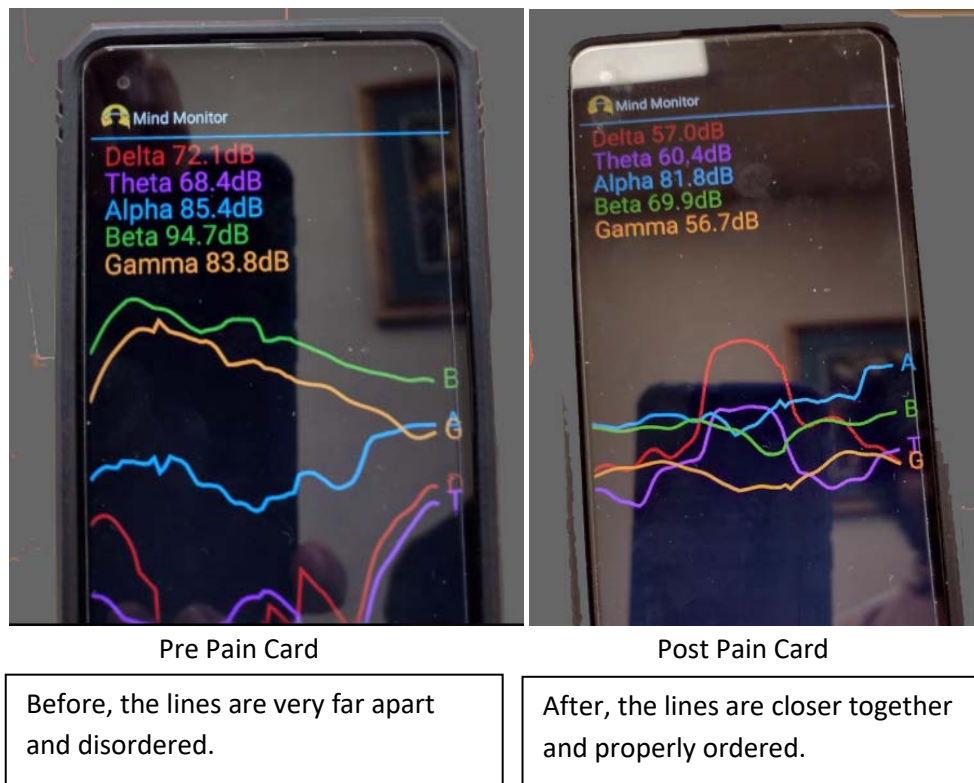 Mind Monitor
Delta 72.1dB
Theta 68.4dB
Alpha 85.4dB
Beta 94.7dB
Gamma 83.8dB
B
A
G
D
T
Mind Monitor
Delta 57.0dB
Theta 60.4dB
Alpha 81.8dB
Beta 69.9dB
Gamma 56.7dB
A
B
T
G
Pre Pain Card
Post Pain Card
Before, the lines are very far apart
and disordered.
After, the lines are closer together
and properly ordered.